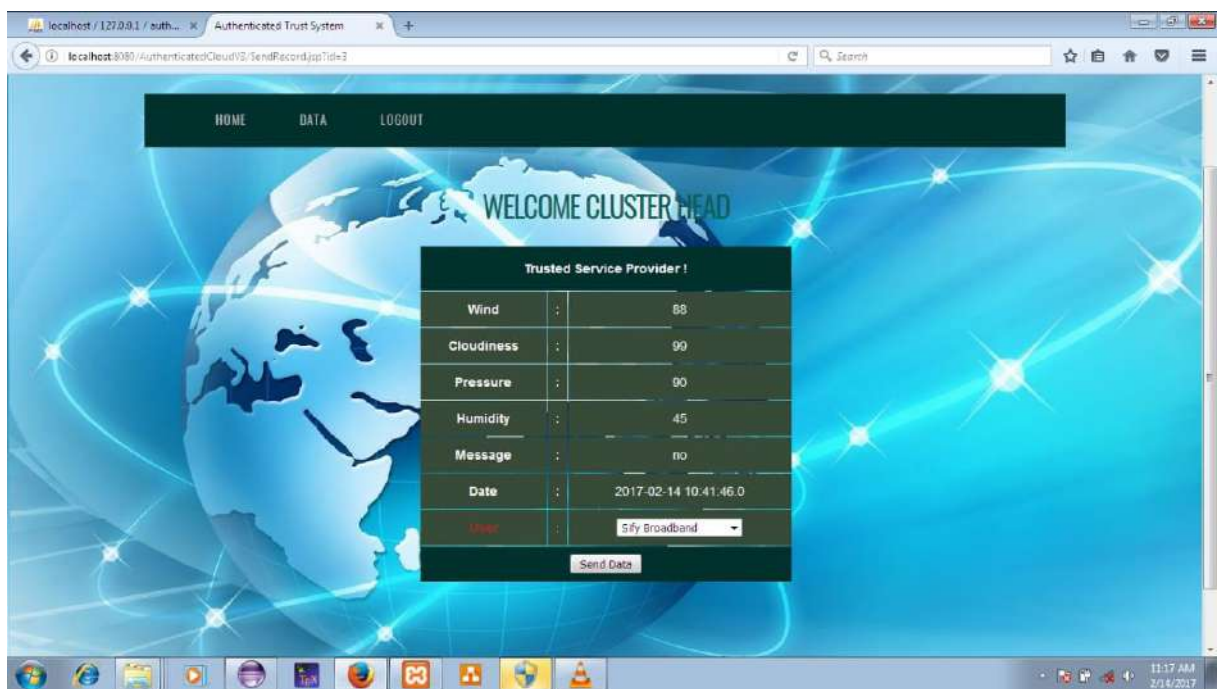 localhost / 127.0.0.1 / auth...
Authenticated Trust System
localhost:8080/AuthenticatedCloudVS/SendRecord.jsp?id=3
Search
HOME DATA LOGOUT
WELCOME CLUSTER HEAD
Trusted Service Provider !
Wind : 88
Cloudiness : 99
Pressure : 90
Humidity : 45
Message : no
Date : 2017-02-14 10:41:46.0
User : Sify Broadband
Send Data
11:17 AM
2/14/2017